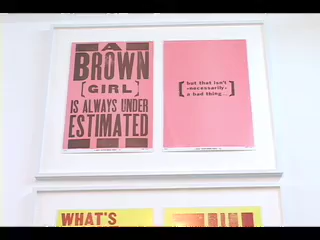 A
BROWN
[GIRL]
IS ALWAYS UNDER
ESTIMATED
[but that isn't
-necessarily-
a bad thing...]
WHAT'S